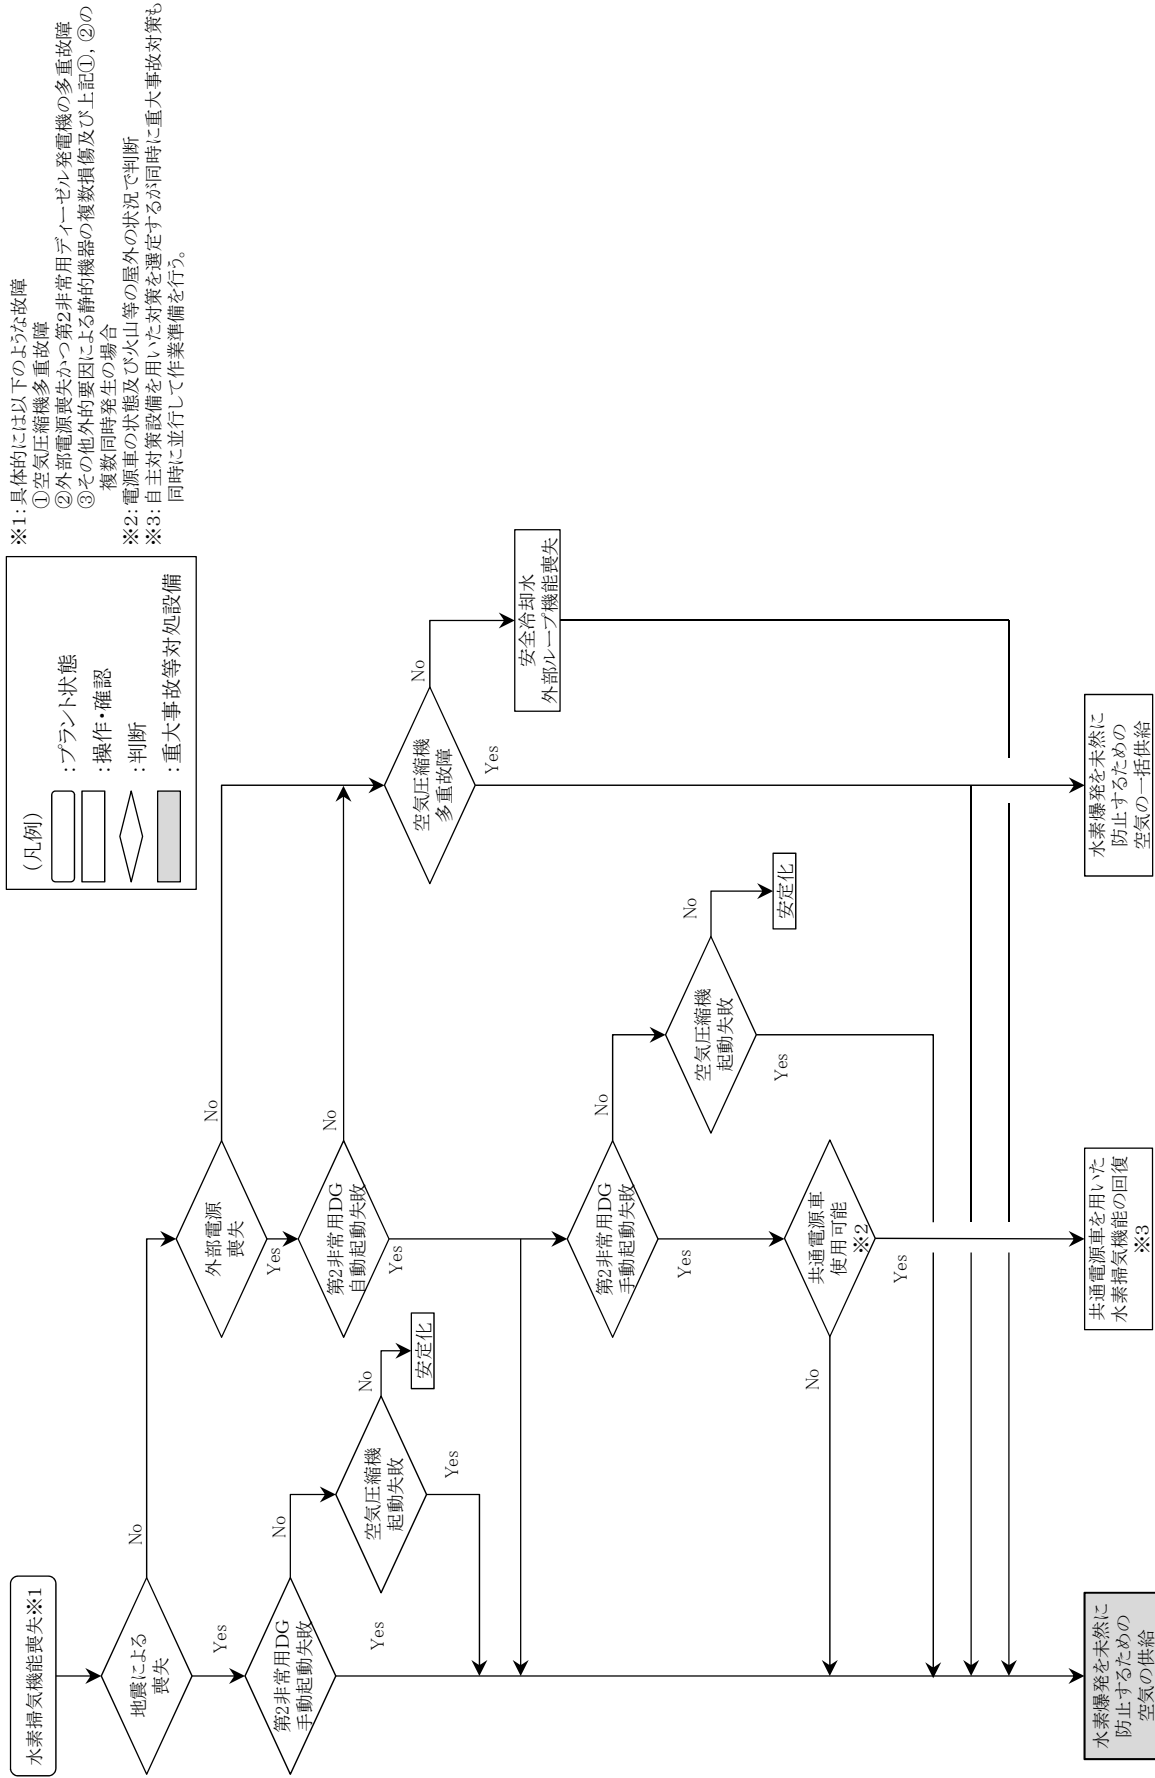 水素掃気機能喪失※1
地震による
喪失
No
Yes
第2非常用DG
手動起動失敗
No
Yes
空気圧縮機
起動失敗
No
Yes
安定化
外部電源
喪失
No
Yes
第2非常用DG
自動起動失敗
No
Yes
第2非常用DG
手動起動失敗
No
Yes
空気圧縮機
起動失敗
No
Yes
安定化
共通電源車
使用可能
※2
No
Yes
空気圧縮機
多重故障
No
Yes
安全冷却水
外部ループ機能喪失
水素爆発を未然に
防止するための
空気の供給
共通電源車を用いた
水素掃気機能の回復
※3
水素爆発を未然に
防止するための
空気の一括供給
(凡例)
:プラント状態
:操作・確認
:判断
:重大事故等対処設備
※1:具体的には以下のような故障
①空気圧縮機多重故障
②外部電源喪失かつ第2非常用ディーゼル発電機の多重故障
③その他外的要因による静的機器の複数損傷及び上記①,②の
複数同時発生の場合
※2:電源車の状態及び火山等の屋外の状況で判断
※3:自主対策設備を用いた対策を選定するが同時に重大事故対策も
同時に並行して作業準備を行う。